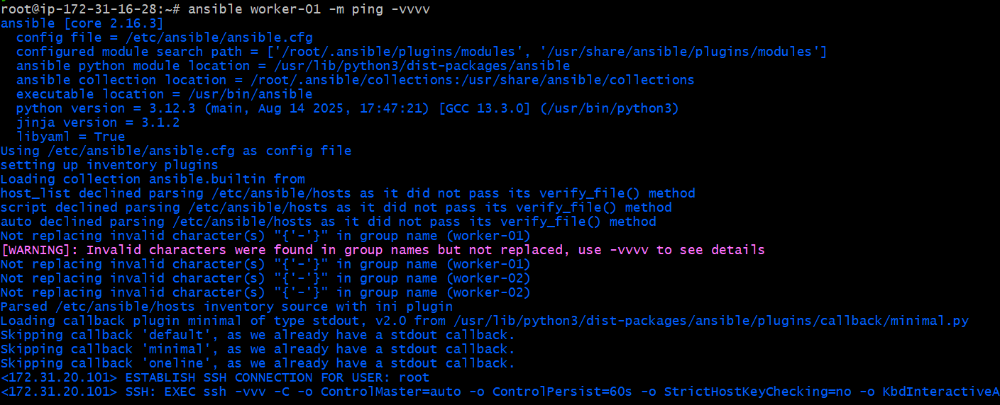 root@ip-172-31-16-28:~# ansible worker-01 -m ping -vvvv
ansible [core 2.16.3]
  config file = /etc/ansible/ansible.cfg
  configured module search path = ['/root/.ansible/plugins/modules', '/usr/share/ansible/plugins/modules']
  ansible python module location = /usr/lib/python3/dist-packages/ansible
  ansible collection location = /root/.ansible/collections:/usr/share/ansible/collections
  executable location = /usr/bin/ansible
  python version = 3.12.3 (main, Aug 14 2025, 17:47:21) [GCC 13.3.0] (/usr/bin/python3)
  jinja version = 3.1.2
  libyaml = True
Using /etc/ansible/ansible.cfg as config file
setting up inventory plugins
Loading collection ansible.builtin from
host_list declined parsing /etc/ansible/hosts as it did not pass its verify_file() method
script declined parsing /etc/ansible/hosts as it did not pass its verify_file() method
auto declined parsing /etc/ansible/hosts as it did not pass its verify_file() method
Not replacing invalid character(s) "{'-'}" in group name (worker-01)
[WARNING]: Invalid characters were found in group names but not replaced, use -vvvv to see details
Not replacing invalid character(s) "{'-'}" in group name (worker-01)
Not replacing invalid character(s) "{'-'}" in group name (worker-02)
Not replacing invalid character(s) "{'-'}" in group name (worker-02)
Parsed /etc/ansible/hosts inventory source with ini plugin
Loading callback plugin minimal of type stdout, v2.0 from /usr/lib/python3/dist-packages/ansible/plugins/callback/minimal.py
Skipping callback 'default', as we already have a stdout callback.
Skipping callback 'minimal', as we already have a stdout callback.
Skipping callback 'oneline', as we already have a stdout callback.
<172.31.20.101> ESTABLISH SSH CONNECTION FOR USER: root
<172.31.20.101> SSH: EXEC ssh -vvv -C -o ControlMaster=auto -o ControlPersist=60s -o StrictHostKeyChecking=no -o KbdInteractiveA